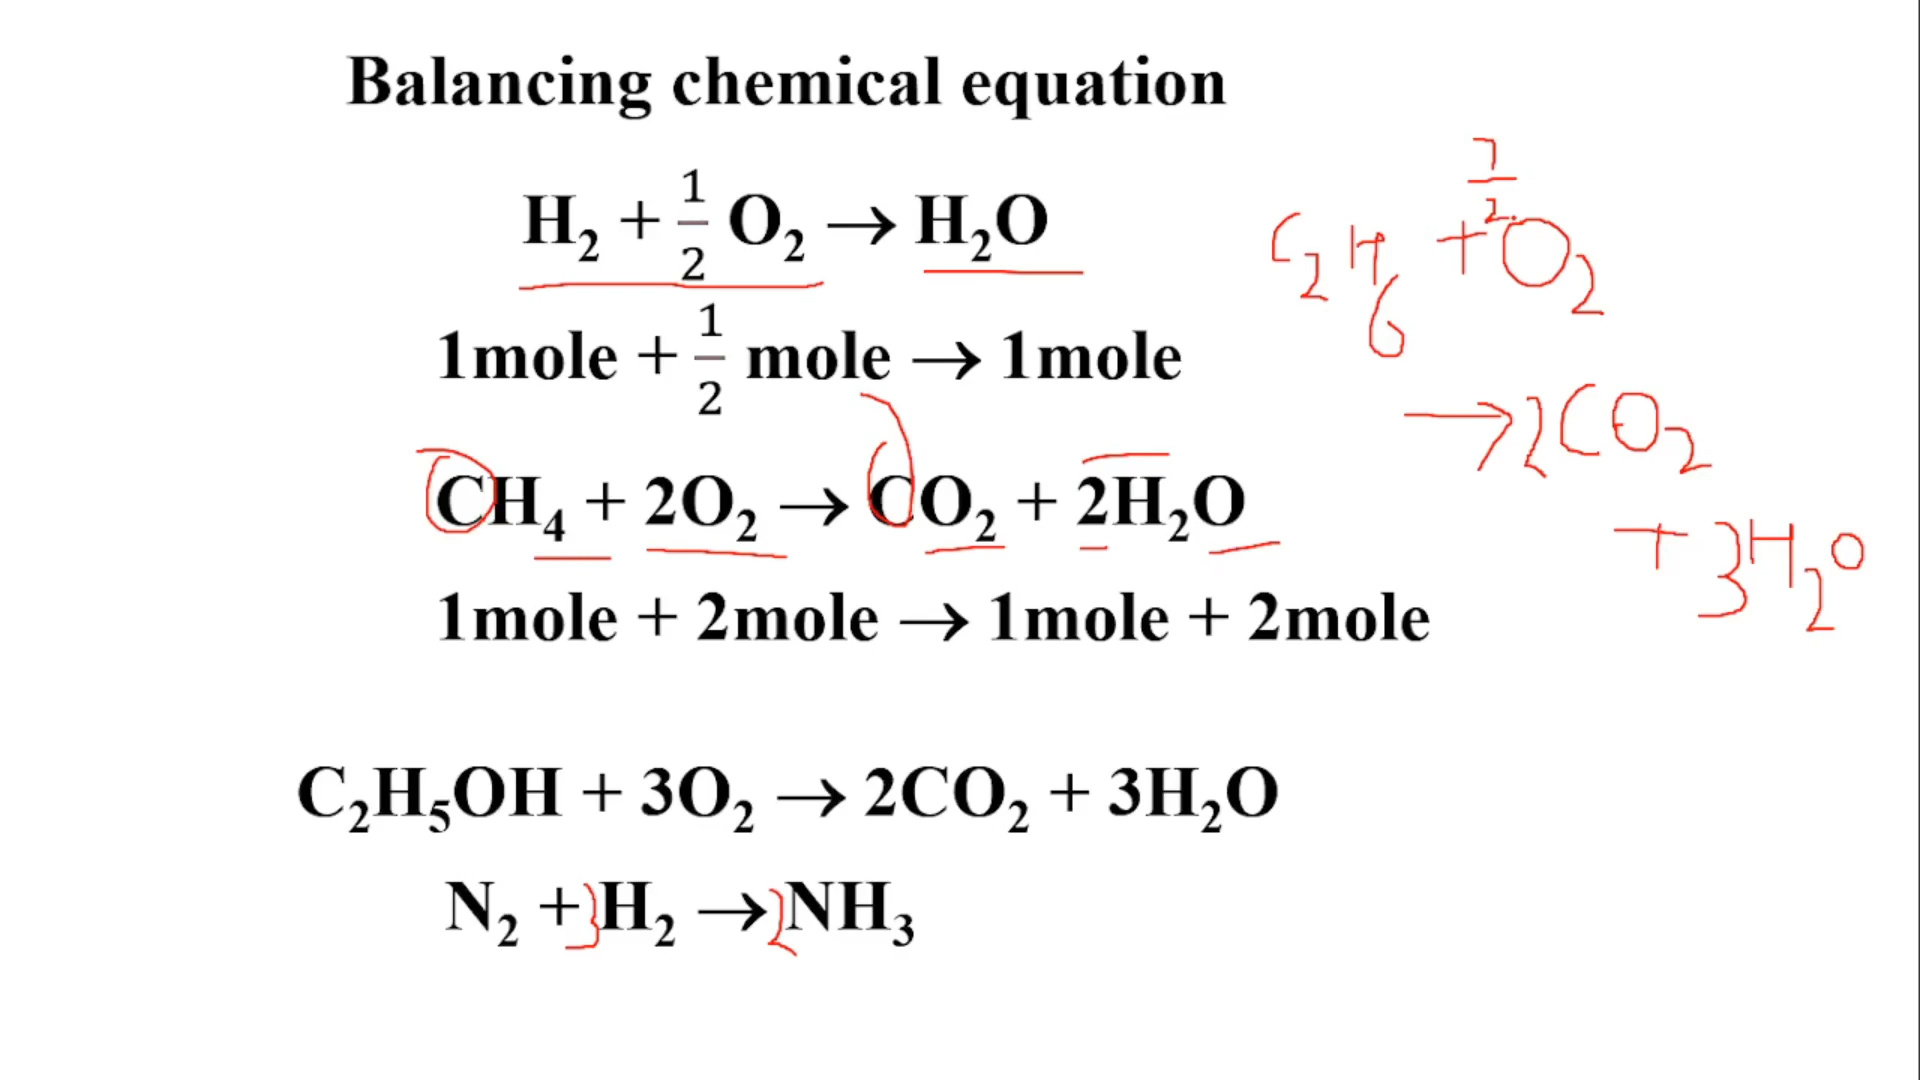 Balancing chemical equation
H₂ + 1/2 O₂ → H₂O
1mole + 1/2 mole → 1mole
CH₄ + 2O₂ → CO₂ + 2H₂O
1mole + 2mole → 1mole + 2mole
C₂H₅OH + 3O₂ → 2CO₂ + 3H₂O
N₂ + 3H₂ → 2NH₃
C₂H₆ + 7/2 O₂
→ 2CO₂
+ 3H₂O